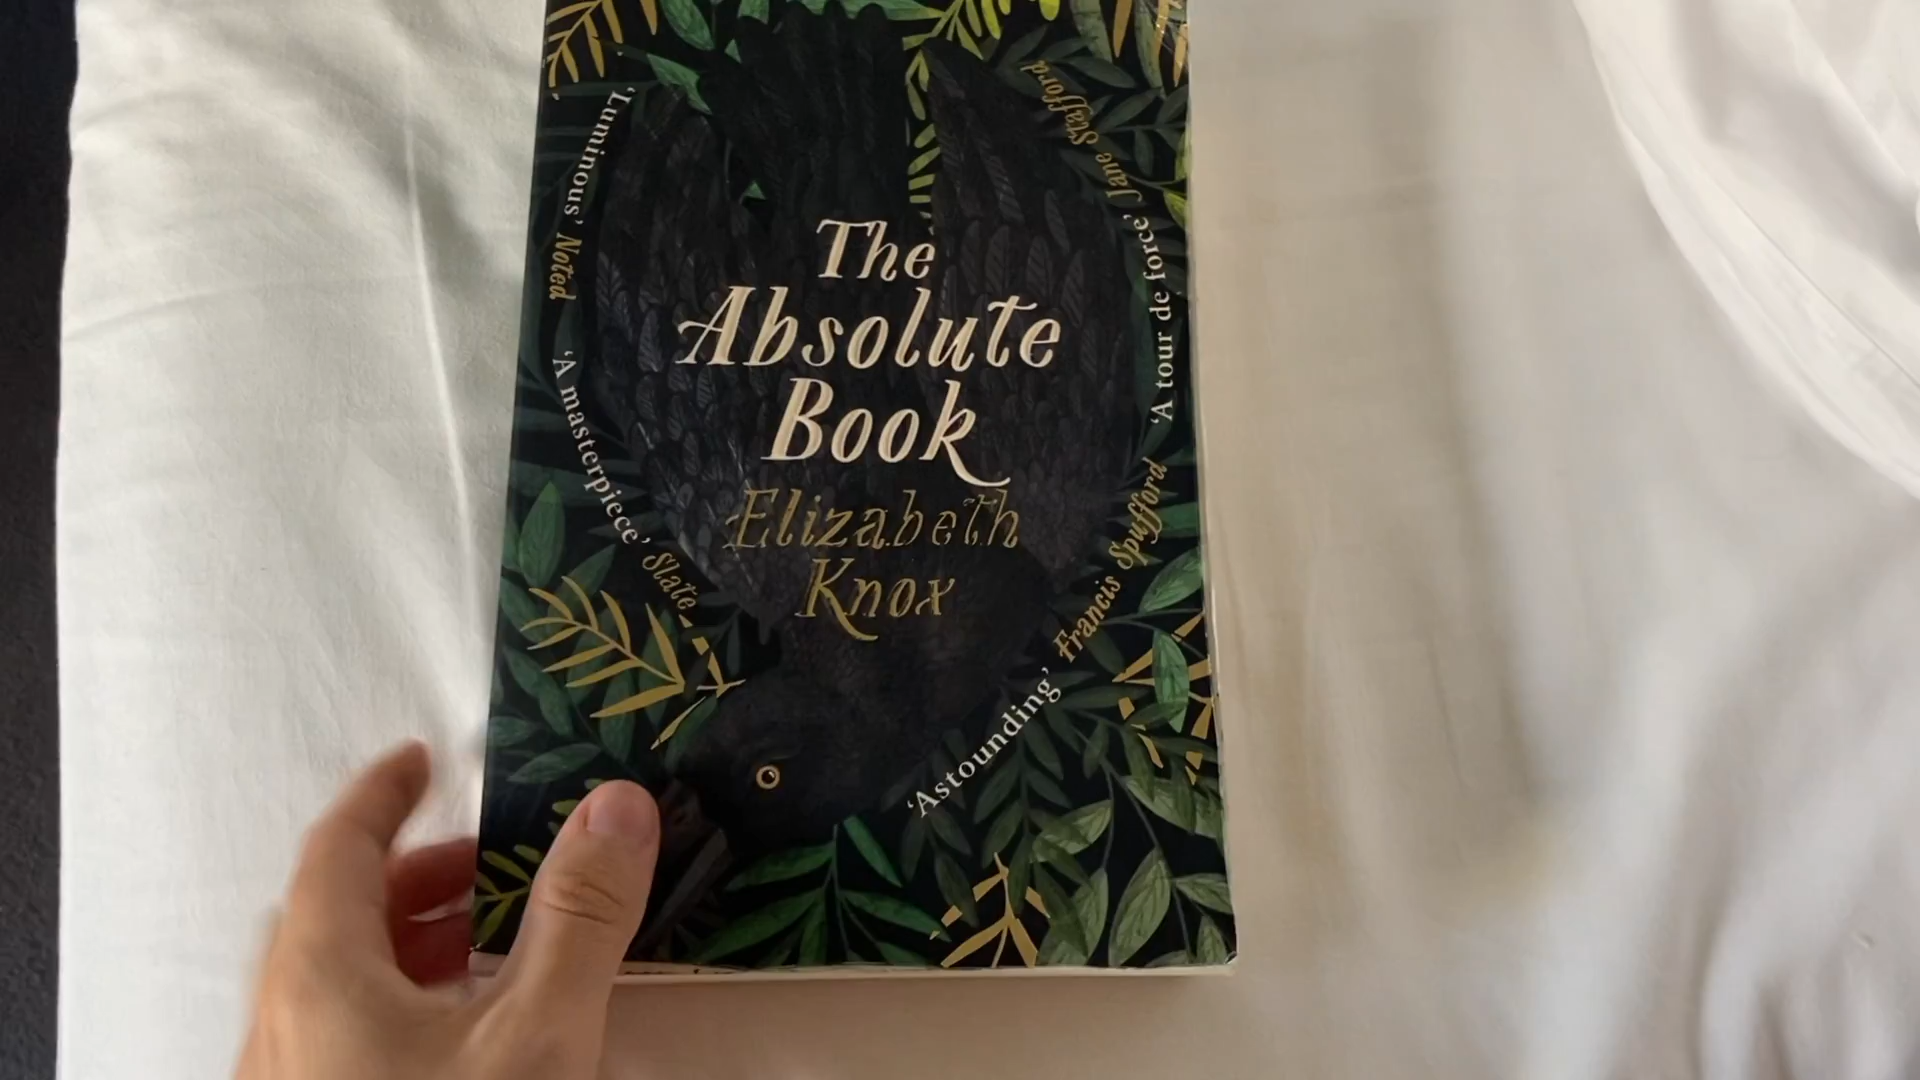 The
Absolute
Book
Elizabeth
Knox
'Luminous' Noted
'A masterpiece' Slate
'Astounding' Francis Spufford
'A tour de force' Jane Stafford